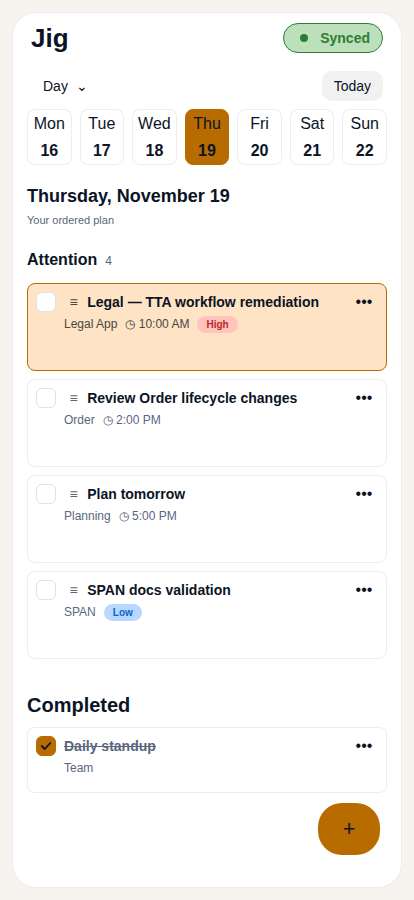 Jig
Synced
Day
Today
Mon Tue Wed Thu Fri Sat Sun
16 17 18 19 20 21 22
Thursday, November 19
Your ordered plan
Attention 4
Legal — TTA workflow remediation •••
Legal App 10:00 AM High
Review Order lifecycle changes •••
Order 2:00 PM
Plan tomorrow •••
Planning 5:00 PM
SPAN docs validation •••
SPAN Low
Completed
Daily standup •••
Team
+